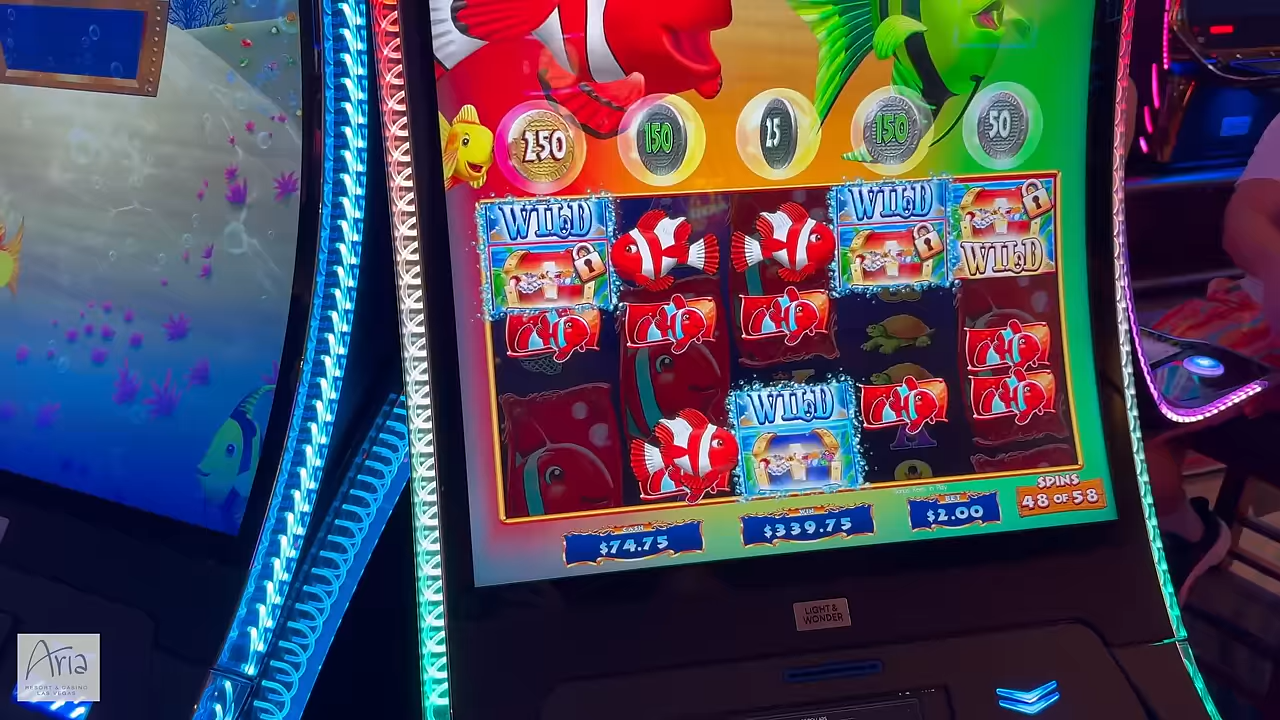 250
150
25
150
50
WILD
WILD
WILD
WILD
SPINS
48 OF 58
CASH
$74.75
WIN
$339.75
BET
$2.00
LIGHT &
WONDER
Aria
RESORT & CASINO
LAS VEGAS